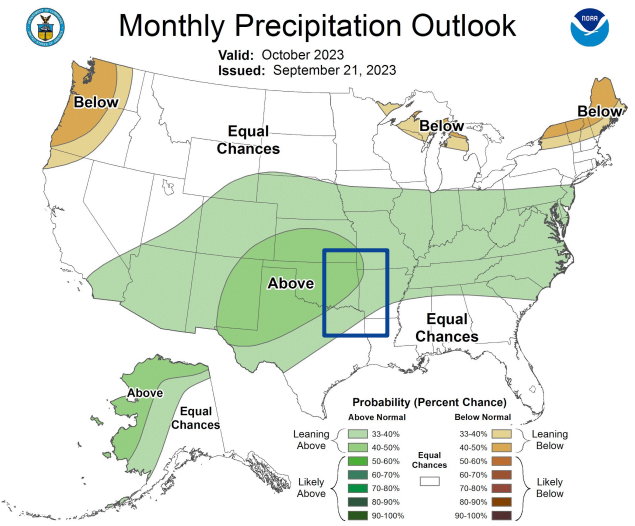 Monthly Precipitation Outlook
NOAA
Valid: October 2023
Issued: September 21, 2023
Below
Equal
Chances
Below
Below
Above
Equal
Chances
Above
Equal
Chances
Probability (Percent Chance)
Above Normal
Below Normal
Leaning
Above
33-40%
40-50%
Likely
Above
50-60%
60-70%
70-80%
80-90%
90-100%
Equal
Chances
33-40%
40-50%
Leaning
Below
50-60%
60-70%
70-80%
80-90%
90-100%
Likely
Below